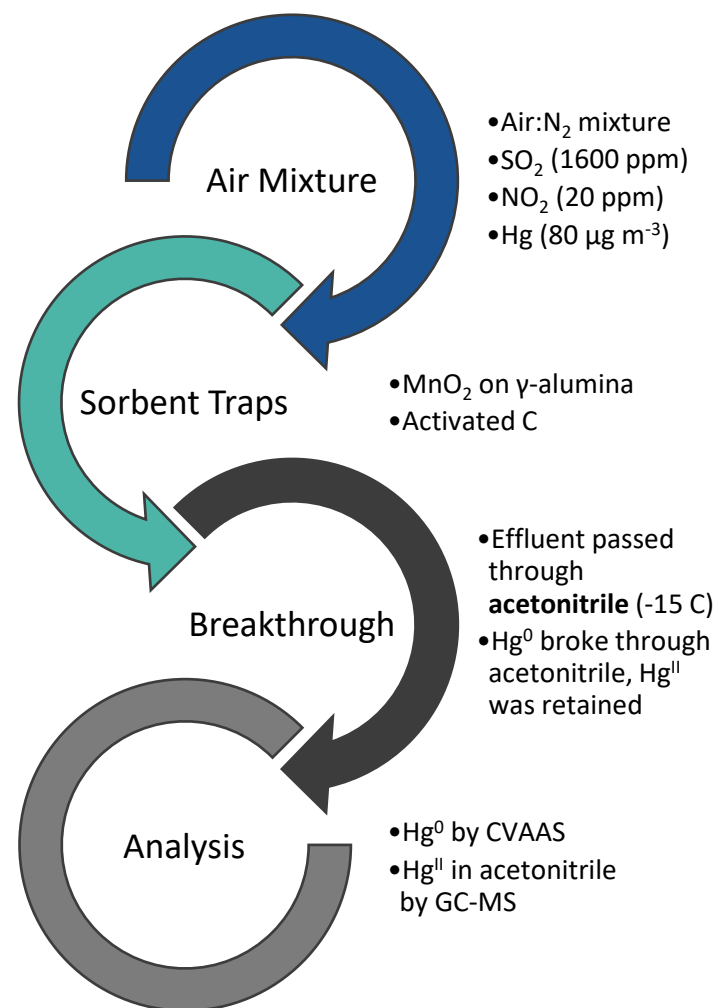 Air Mixture
•Air:N₂ mixture
•SO₂ (1600 ppm)
•NO₂ (20 ppm)
•Hg (80 µg m⁻³)
Sorbent Traps
•MnO₂ on γ-alumina
•Activated C
Breakthrough
•Effluent passed
through
acetonitrile (-15 C)
•Hg⁰ broke through
acetonitrile, Hgᴵᴵ
was retained
Analysis
•Hg⁰ by CVAAS
•Hgᴵᴵ in acetonitrile
by GC-MS